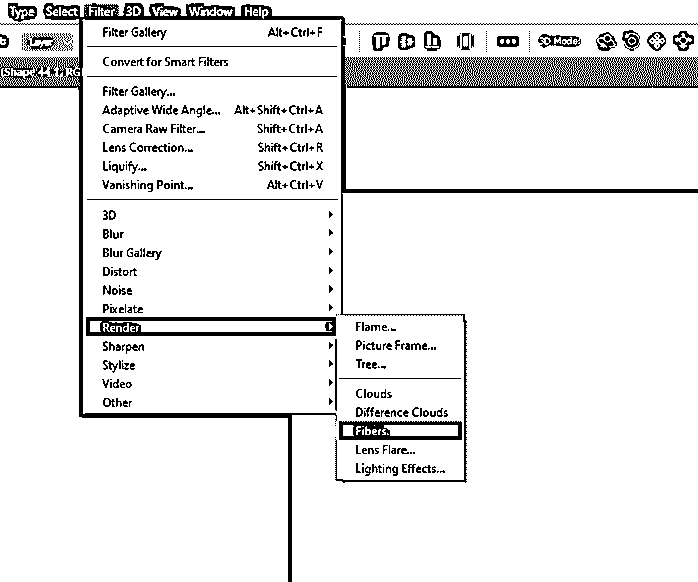 Type Select Filter 3D View Window Help
Layer
3D Mode:
(Shape 44 1, RG
Filter Gallery Alt+Ctrl+F
Convert for Smart Filters
Filter Gallery...
Adaptive Wide Angle... Alt+Shift+Ctrl+A
Camera Raw Filter... Shift+Ctrl+A
Lens Correction... Shift+Ctrl+R
Liquify... Shift+Ctrl+X
Vanishing Point... Alt+Ctrl+V
3D
Blur
Blur Gallery
Distort
Noise
Pixelate
Render
Sharpen
Stylize
Video
Other
Flame...
Picture Frame...
Tree...
Clouds
Difference Clouds
Fibers...
Lens Flare...
Lighting Effects...